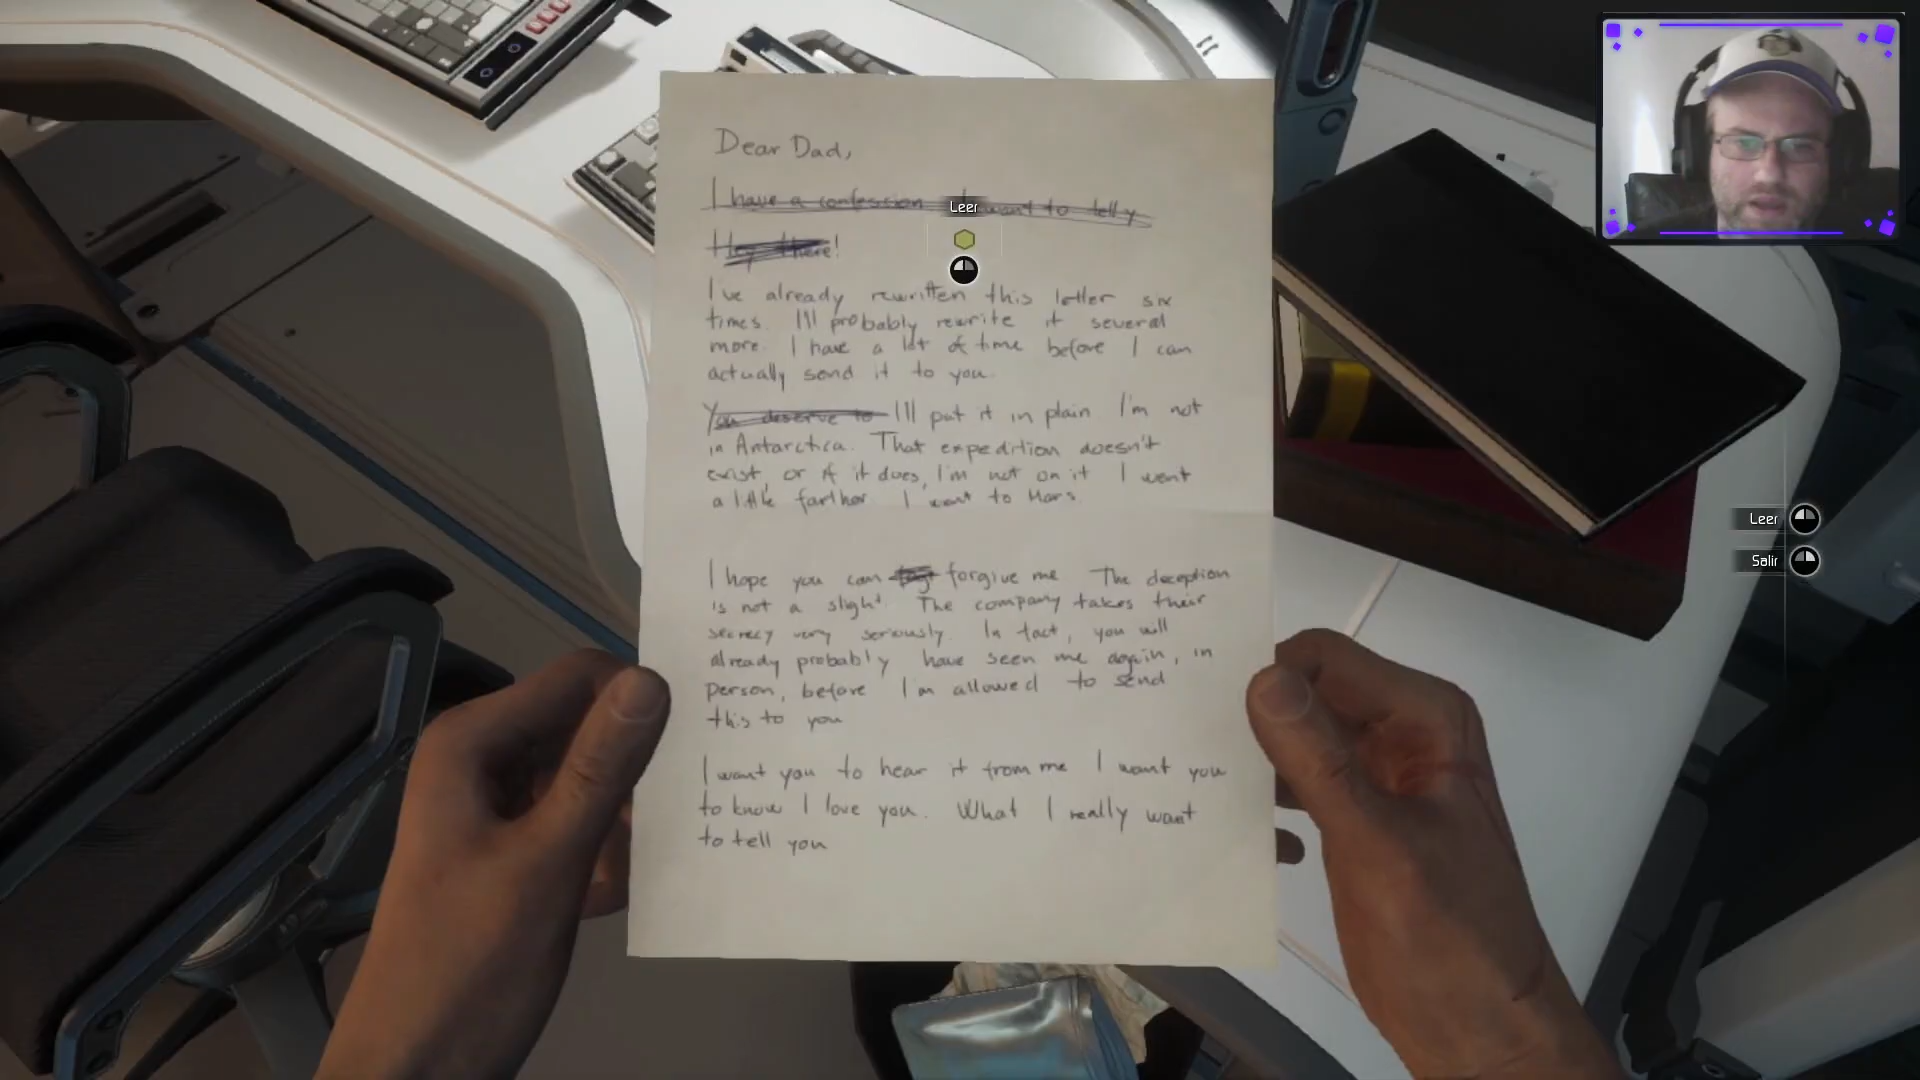 Dear Dad,
I have a confession I want to tell y
Leer
Hey there!
I've already rewritten this letter six
times. I'll probably rewrite it several
more. I have a lot of time before I can
actually send it to you.
You deserve to I'll put it in plain I'm not
in Antarctica. That expedition doesn't
exist, or if it does, I'm not on it I went
a little farther. I went to Mars
Leer
Salir
I hope you can forgive me The deception
is not a slight. The company takes their
secrecy very seriously. In fact, you will
already probably have seen me again, in
person, before I'm allowed to send
this to you
I want you to hear it from me I want you
to know I love you. What I really want
to tell you